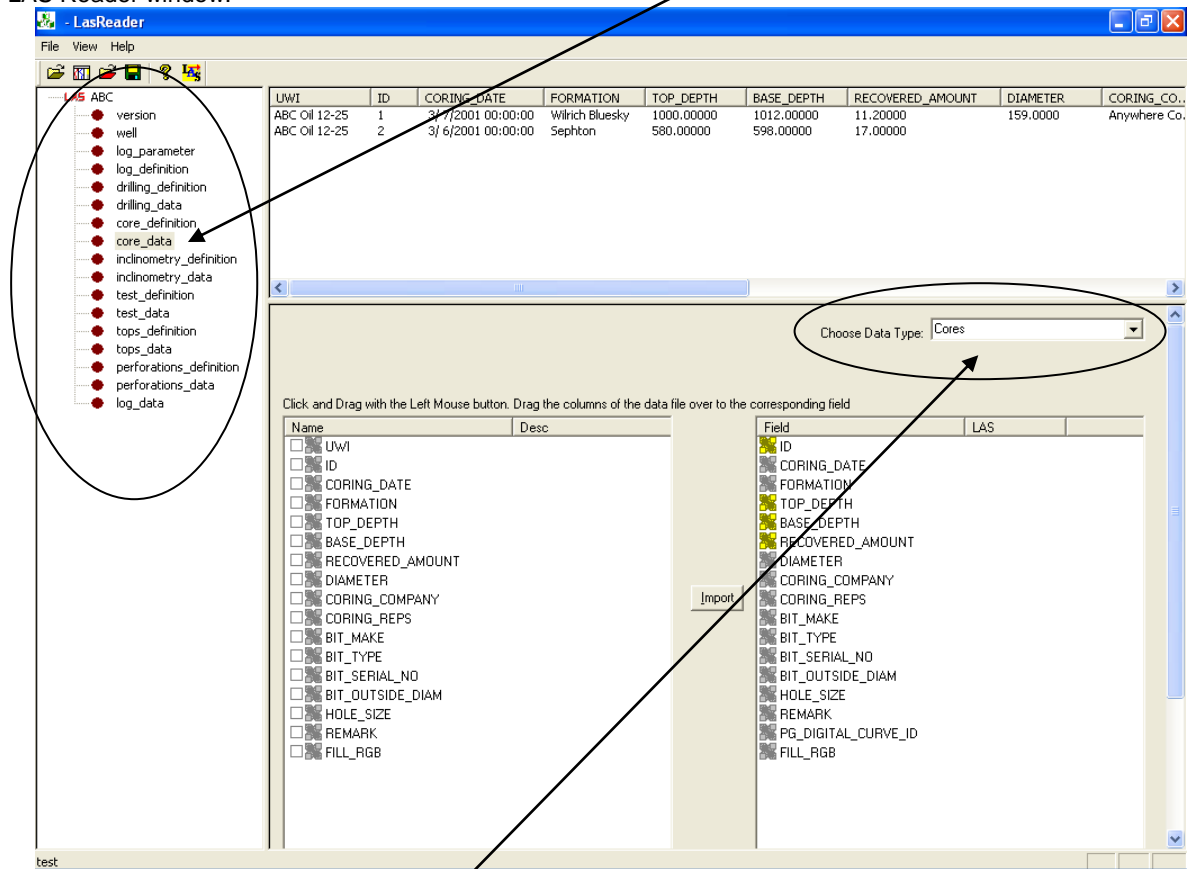 LAS Reader window.
- LasReader
File View Help
LAS ABC
version
well
log_parameter
log_definition
drilling_definition
drilling_data
core_definition
core_data
inclinometry_definition
inclinometry_data
test_definition
test_data
tops_definition
tops_data
perforations_definition
perforations_data
log_data
UWI ID CORING_DATE FORMATION TOP_DEPTH BASE_DEPTH RECOVERED_AMOUNT DIAMETER CORING_CO...
ABC Oil 12-25 1 3/ 7/2001 00:00:00 Wilrich Bluesky 1000.00000 1012.00000 11.20000 159.0000 Anywhere Co.
ABC Oil 12-25 2 3/ 6/2001 00:00:00 Sephton 580.00000 598.00000 17.00000
Choose Data Type: Cores
Click and Drag with the Left Mouse button. Drag the columns of the data file over to the corresponding field
Name Desc
UWI
ID
CORING_DATE
FORMATION
TOP_DEPTH
BASE_DEPTH
RECOVERED_AMOUNT
DIAMETER
CORING_COMPANY
CORING_REPS
BIT_MAKE
BIT_TYPE
BIT_SERIAL_NO
BIT_OUTSIDE_DIAM
HOLE_SIZE
REMARK
FILL_RGB
Import
Field LAS
ID
CORING_DATE
FORMATION
TOP_DEPTH
BASE_DEPTH
RECOVERED_AMOUNT
DIAMETER
CORING_COMPANY
CORING_REPS
BIT_MAKE
BIT_TYPE
BIT_SERIAL_NO
BIT_OUTSIDE_DIAM
HOLE_SIZE
REMARK
PG_DIGITAL_CURVE_ID
FILL_RGB
test